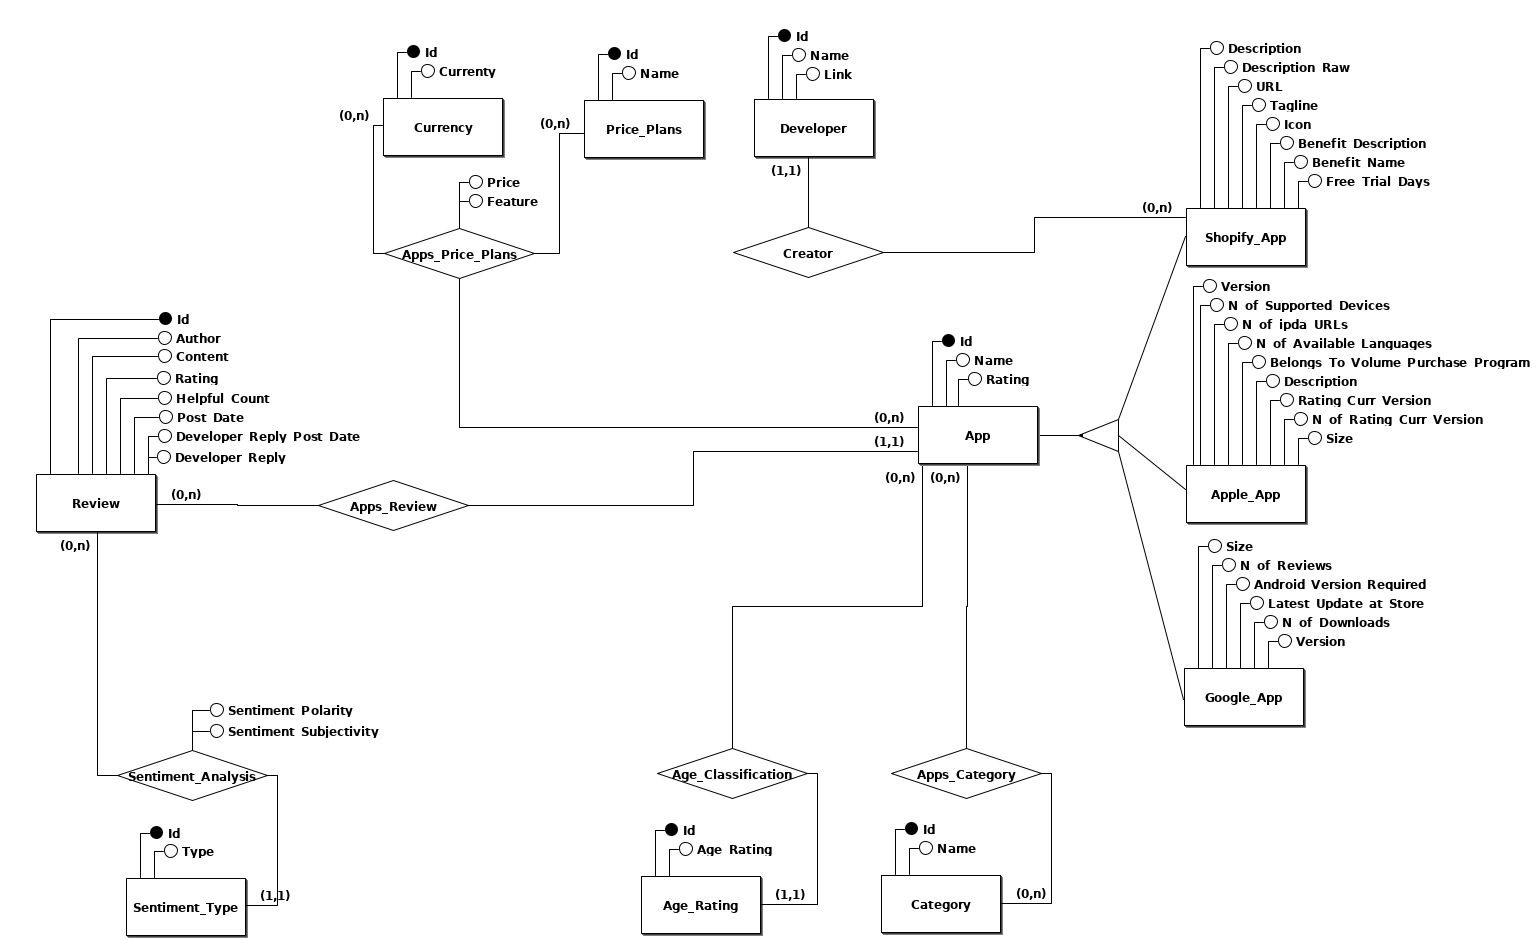 Id
Currenty
(0,n)
Currency
Id
Name
(0,n)
Price_Plans
Price
Feature
Apps_Price_Plans
Id
Name
Link
Developer
(1,1)
Creator
(0,n)
Description
Description Raw
URL
Tagline
Icon
Benefit Description
Benefit Name
Free Trial Days
Shopify_App
Version
N of Supported Devices
N of ipda URLs
N of Available Languages
Belongs To Volume Purchase Program
Description
Rating Curr Version
N of Rating Curr Version
Size
Apple_App
Size
N of Reviews
Android Version Required
Latest Update at Store
N of Downloads
Version
Google_App
Id
Name
Rating
App
(0,n)
(1,1)
(0,n)
(0,n)
Id
Author
Content
Rating
Helpful Count
Post Date
Developer Reply Post Date
Developer Reply
Review
(0,n)
Apps_Review
(0,n)
Sentiment Polarity
Sentiment Subjectivity
Sentiment_Analysis
Id
Type
Sentiment_Type
(1,1)
Age_Classification
Id
Age Rating
Age_Rating
(1,1)
Apps_Category
Id
Name
Category
(0,n)